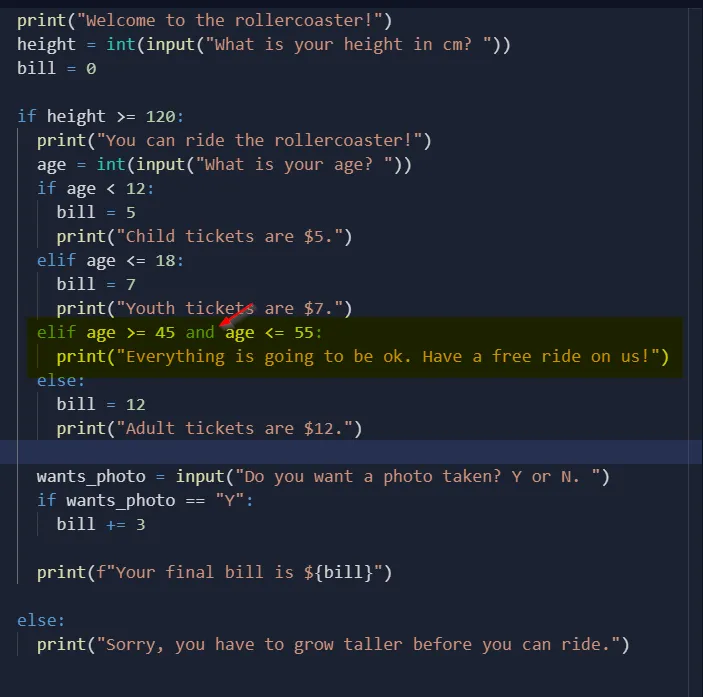 print("Welcome to the rollercoaster!")
height = int(input("What is your height in cm? "))
bill = 0

if height >= 120:
  print("You can ride the rollercoaster!")
  age = int(input("What is your age? "))
  if age < 12:
    bill = 5
    print("Child tickets are $5.")
  elif age <= 18:
    bill = 7
    print("Youth tickets are $7.")
  elif age >= 45 and age <= 55:
    print("Everything is going to be ok. Have a free ride on us!")
  else:
    bill = 12
    print("Adult tickets are $12.")

  wants_photo = input("Do you want a photo taken? Y or N. ")
  if wants_photo == "Y":
    bill += 3

  print(f"Your final bill is ${bill}")

else:
  print("Sorry, you have to grow taller before you can ride.")